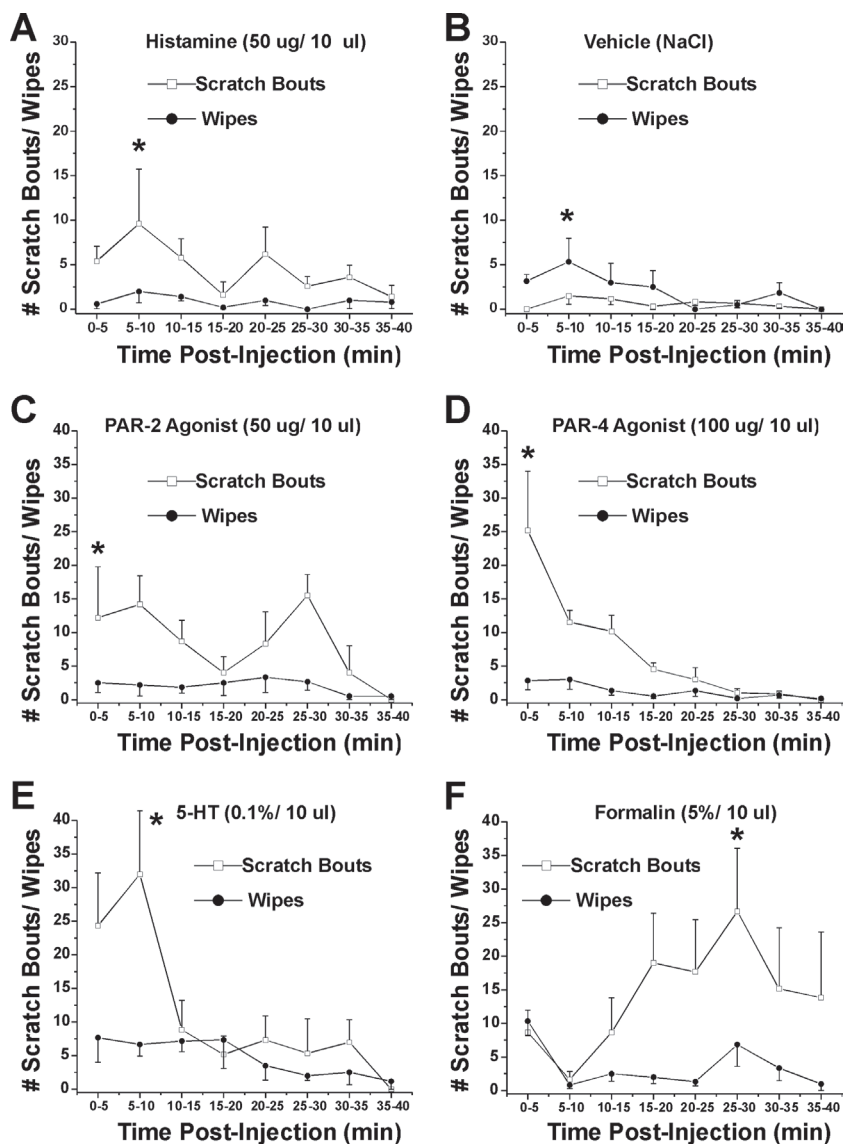 A
Histamine (50 ug/ 10 ul)
Scratch Bouts
Wipes
*
# Scratch Bouts/ Wipes
30
25
20
15
10
5
0
0-5 5-10 10-15 15-20 20-25 25-30 30-35 35-40
Time Post-Injection (min)
B
Vehicle (NaCl)
Scratch Bouts
Wipes
*
# Scratch Bouts/ Wipes
30
25
20
15
10
5
0
0-5 5-10 10-15 15-20 20-25 25-30 30-35 35-40
Time Post-Injection (min)
C
PAR-2 Agonist (50 ug/ 10 ul)
Scratch Bouts
Wipes
*
# Scratch Bouts/ Wipes
40
35
30
25
20
15
10
5
0
0-5 5-10 10-15 15-20 20-25 25-30 30-35 35-40
Time Post-Injection (min)
D
PAR-4 Agonist (100 ug/ 10 ul)
*
Scratch Bouts
Wipes
# Scratch Bouts/ Wipes
40
35
30
25
20
15
10
5
0
0-5 5-10 10-15 15-20 20-25 25-30 30-35 35-40
Time Post-Injection (min)
E
5-HT (0.1%/ 10 ul)
*
Scratch Bouts
Wipes
# Scratch Bouts/ Wipes
40
35
30
25
20
15
10
5
0
0-5 5-10 10-15 15-20 20-25 25-30 30-35 35-40
Time Post-Injection (min)
F
Formalin (5%/ 10 ul)
*
Scratch Bouts
Wipes
# Scratch Bouts/ Wipes
40
35
30
25
20
15
10
5
0
0-5 5-10 10-15 15-20 20-25 25-30 30-35 35-40
Time Post-Injection (min)